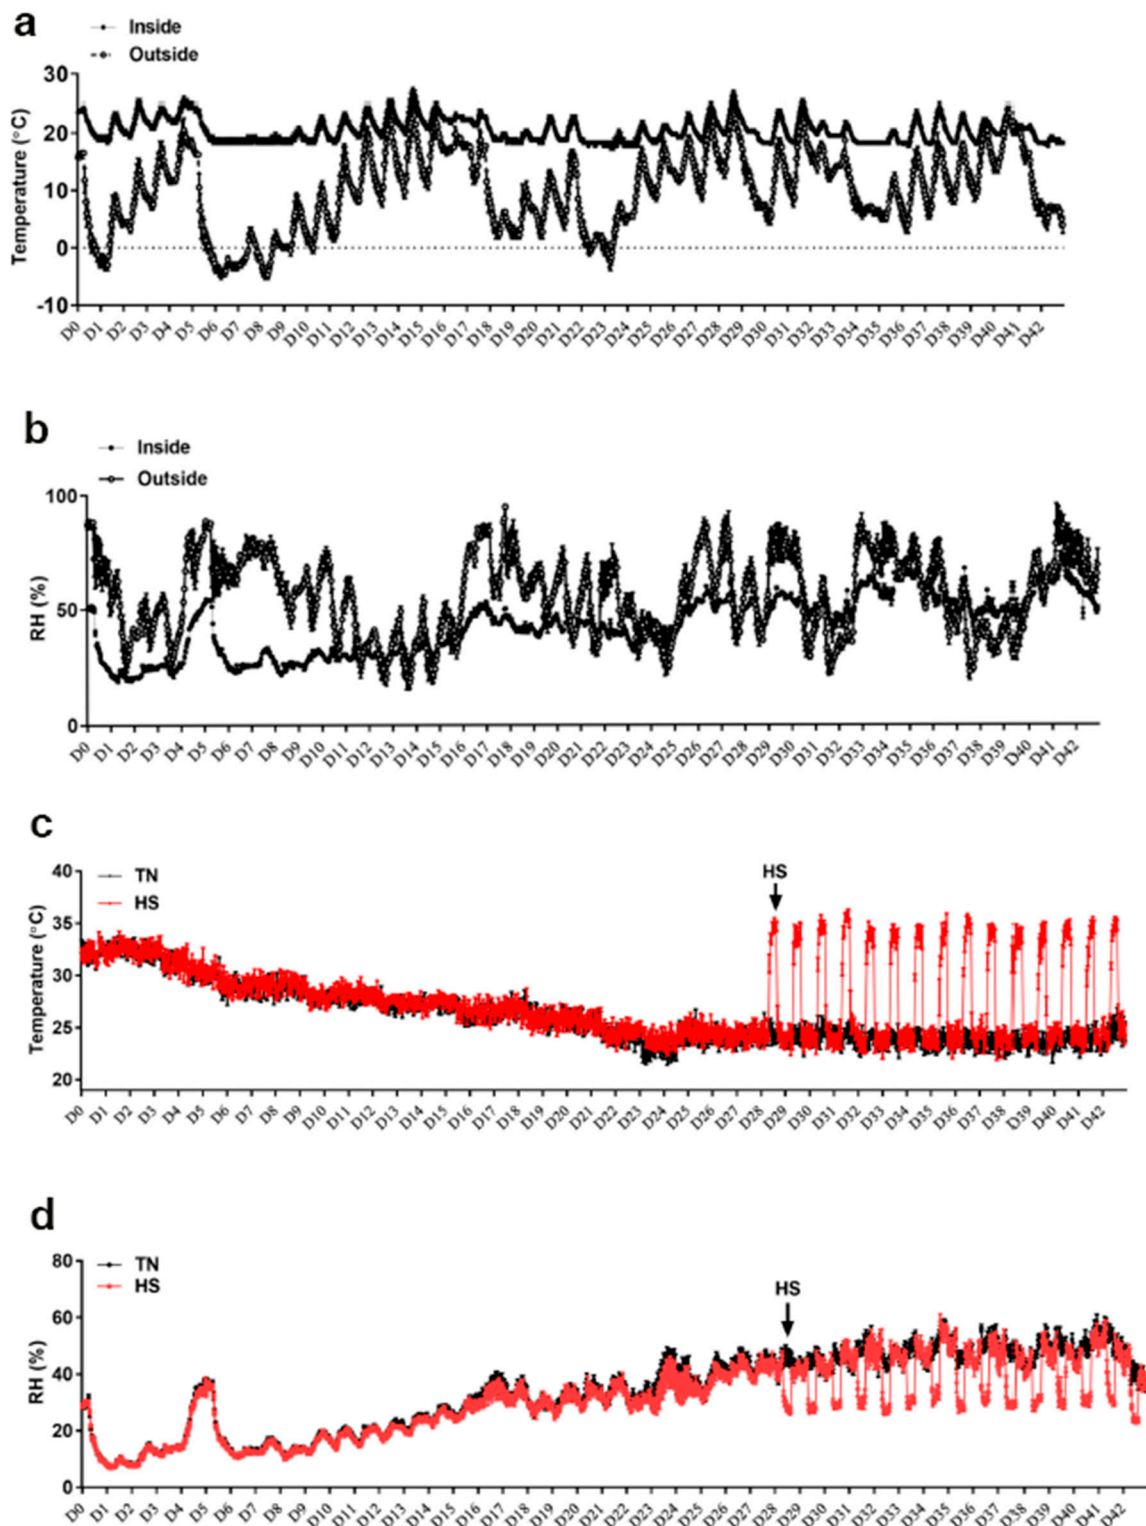 a
Inside
Outside
Temperature (°C)
30
20
10
0
-10
D0 D1 D2 D3 D4 D5 D6 D7 D8 D9 D10 D11 D12 D13 D14 D15 D16 D17 D18 D19 D20 D21 D22 D23 D24 D25 D26 D27 D28 D29 D30 D31 D32 D33 D34 D35 D36 D37 D38 D39 D40 D41 D42
b
Inside
Outside
RH (%)
100
50
0
D0 D1 D2 D3 D4 D5 D6 D7 D8 D9 D10 D11 D12 D13 D14 D15 D16 D17 D18 D19 D20 D21 D22 D23 D24 D25 D26 D27 D28 D29 D30 D31 D32 D33 D34 D35 D36 D37 D38 D39 D40 D41 D42
c
TN
HS
HS
Temperature (°C)
40
35
30
25
20
D0 D1 D2 D3 D4 D5 D6 D7 D8 D9 D10 D11 D12 D13 D14 D15 D16 D17 D18 D19 D20 D21 D22 D23 D24 D25 D26 D27 D28 D29 D30 D31 D32 D33 D34 D35 D36 D37 D38 D39 D40 D41 D42
d
TN
HS
HS
RH (%)
80
60
40
20
0
D0 D1 D2 D3 D4 D5 D6 D7 D8 D9 D10 D11 D12 D13 D14 D15 D16 D17 D18 D19 D20 D21 D22 D23 D24 D25 D26 D27 D28 D29 D30 D31 D32 D33 D34 D35 D36 D37 D38 D39 D40 D41 D42